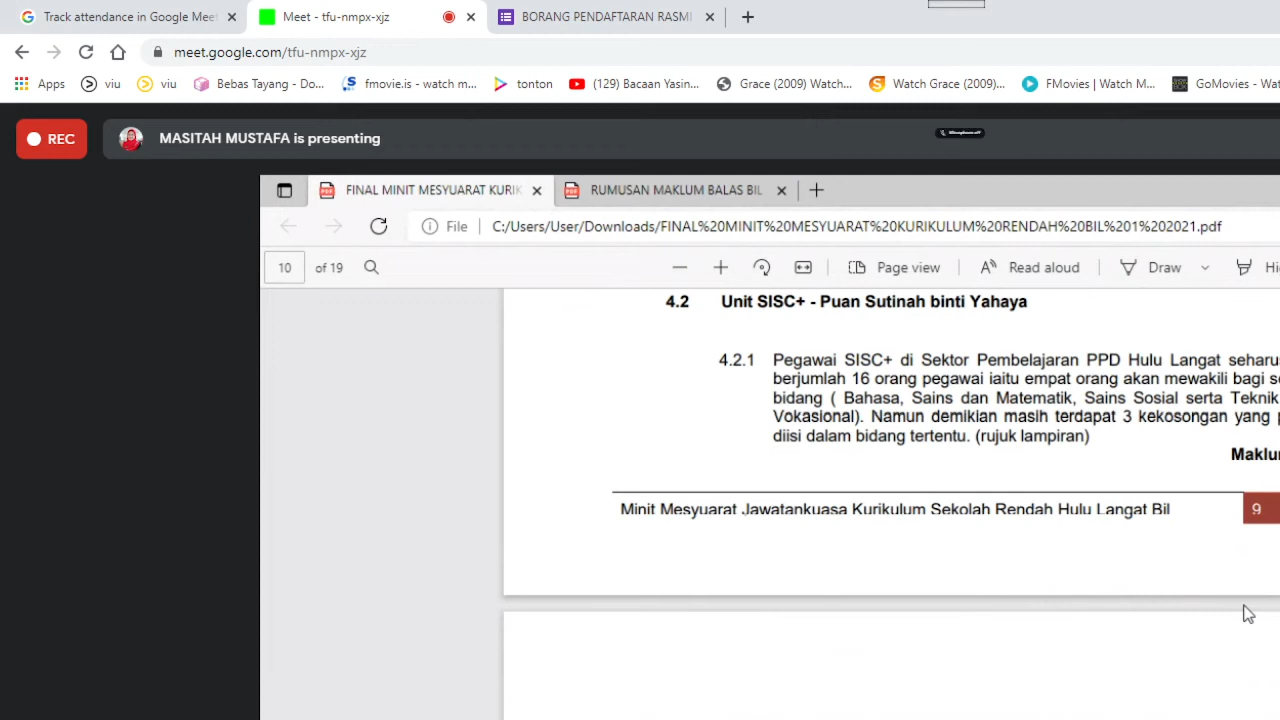 Track attendance in Google Meet
Meet - tfu-nmpx-xjz
BORANG PENDAFTARAN RASMI
meet.google.com/tfu-nmpx-xjz
Apps viu viu Bebas Tayang - Do... fmovie.is - watch m... tonton (129) Bacaan Yasin... Grace (2009) Watch... Watch Grace (2009)... FMovies | Watch M... GoMovies - Wat
REC
MASITAH MUSTAFA is presenting
Microphone off
FINAL MINIT MESYUARAT KURIK
RUMUSAN MAKLUM BALAS BIL
File C:/Users/User/Downloads/FINAL%20MINIT%20MESYUARAT%20KURIKULUM%20RENDAH%20BIL%201%202021.pdf
10 of 19 Page view Read aloud Draw Hi
4.2 Unit SISC+ - Puan Sutinah binti Yahaya
4.2.1 Pegawai SISC+ di Sektor Pembelajaran PPD Hulu Langat seharus
berjumlah 16 orang pegawai iaitu empat orang akan mewakili bagi se
bidang ( Bahasa, Sains dan Matematik, Sains Sosial serta Teknik
Vokasional). Namun demikian masih terdapat 3 kekosongan yang p
diisi dalam bidang tertentu. (rujuk lampiran)
Maklum
Minit Mesyuarat Jawatankuasa Kurikulum Sekolah Rendah Hulu Langat Bil 9